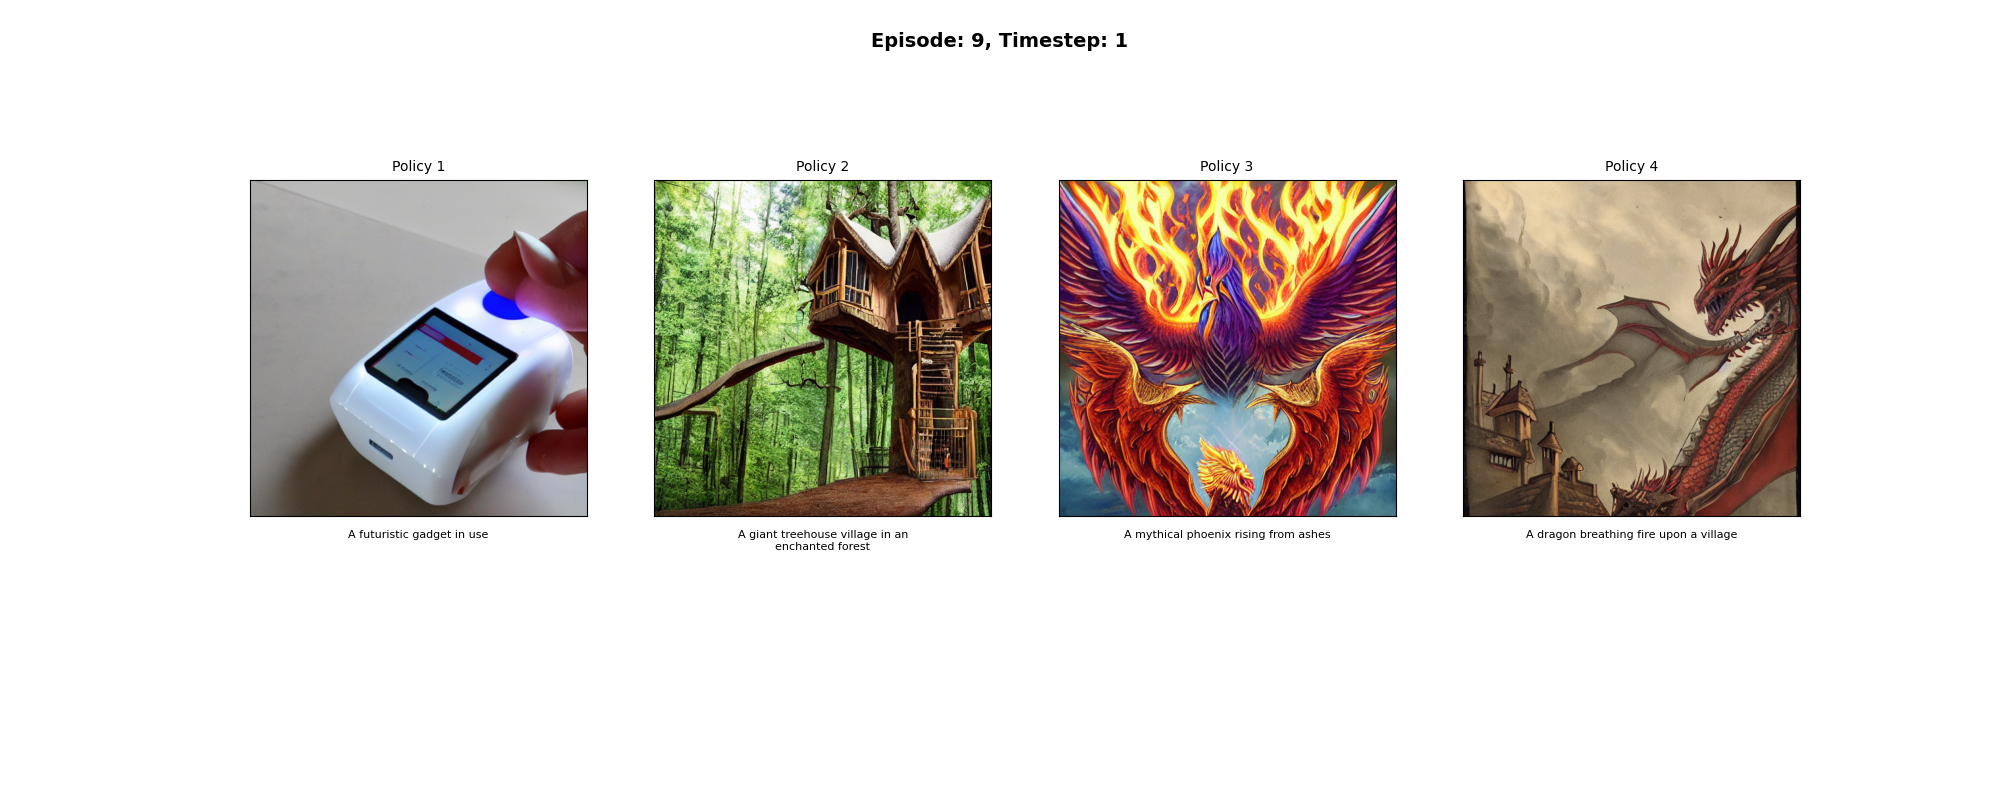 Episode: 9, Timestep: 1
Policy 1
Policy 2
Policy 3
Policy 4
A futuristic gadget in use
A giant treehouse village in an
enchanted forest
A mythical phoenix rising from ashes
A dragon breathing fire upon a village